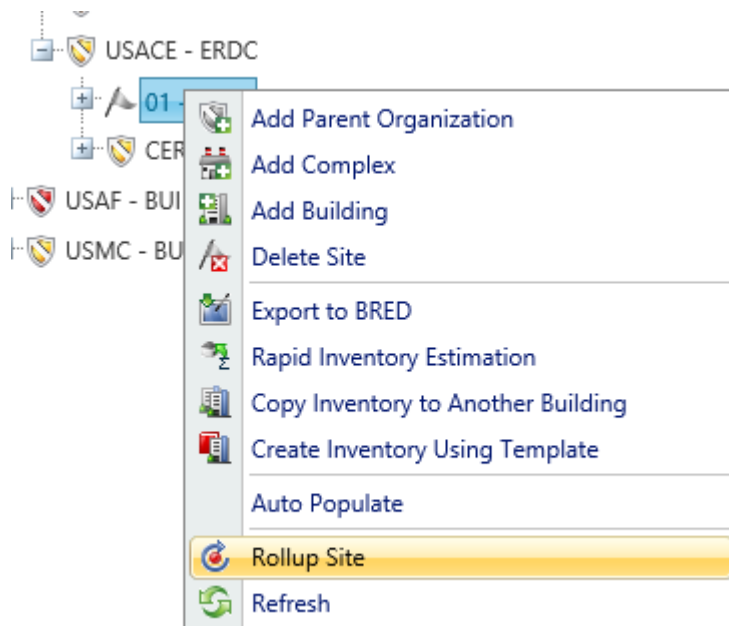 USACE - ERDC
01 -
CER
USAF - BUI
USMC - BU
Add Parent Organization
Add Complex
Add Building
Delete Site
Export to BRED
Rapid Inventory Estimation
Copy Inventory to Another Building
Create Inventory Using Template
Auto Populate
Rollup Site
Refresh